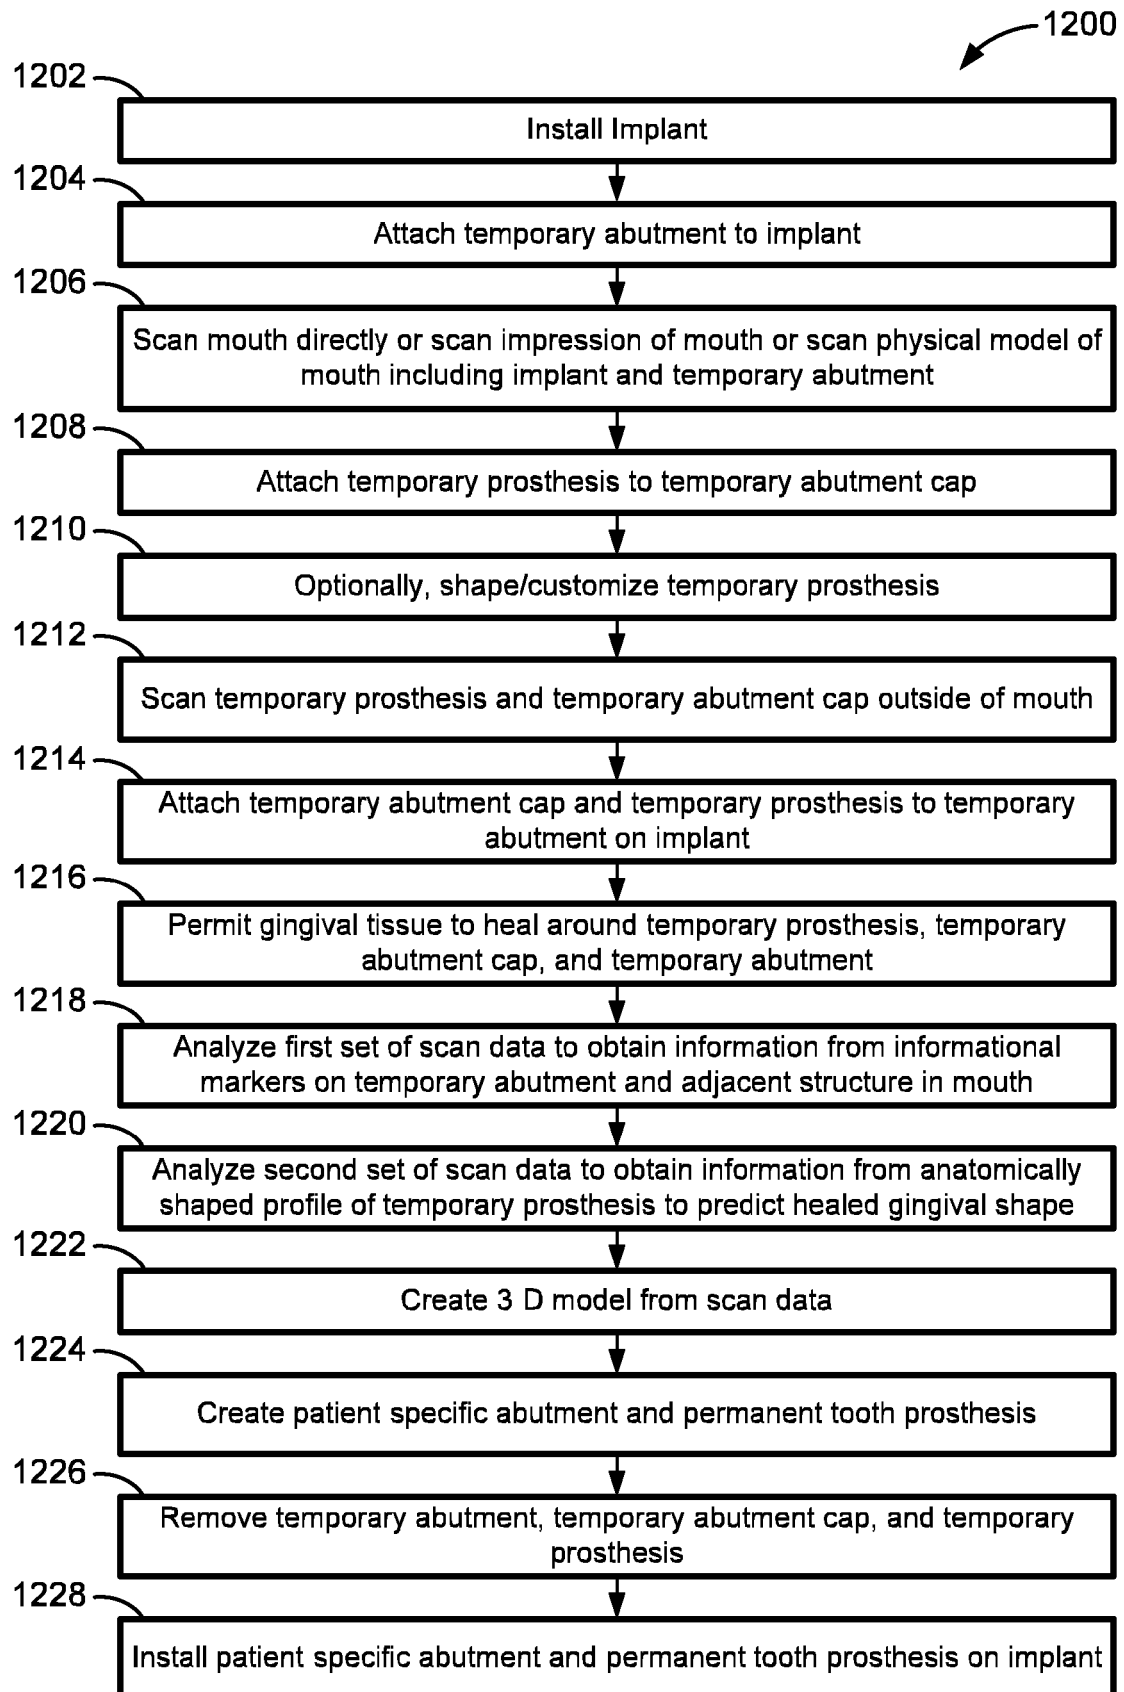 1200
1202
Install Implant
1204
Attach temporary abutment to implant
1206
Scan mouth directly or scan impression of mouth or scan physical model of
mouth including implant and temporary abutment
1208
Attach temporary prosthesis to temporary abutment cap
1210
Optionally, shape/customize temporary prosthesis
1212
Scan temporary prosthesis and temporary abutment cap outside of mouth
1214
Attach temporary abutment cap and temporary prosthesis to temporary
abutment on implant
1216
Permit gingival tissue to heal around temporary prosthesis, temporary
abutment cap, and temporary abutment
1218
Analyze first set of scan data to obtain information from informational
markers on temporary abutment and adjacent structure in mouth
1220
Analyze second set of scan data to obtain information from anatomically
shaped profile of temporary prosthesis to predict healed gingival shape
1222
Create 3 D model from scan data
1224
Create patient specific abutment and permanent tooth prosthesis
1226
Remove temporary abutment, temporary abutment cap, and temporary
prosthesis
1228
Install patient specific abutment and permanent tooth prosthesis on implant